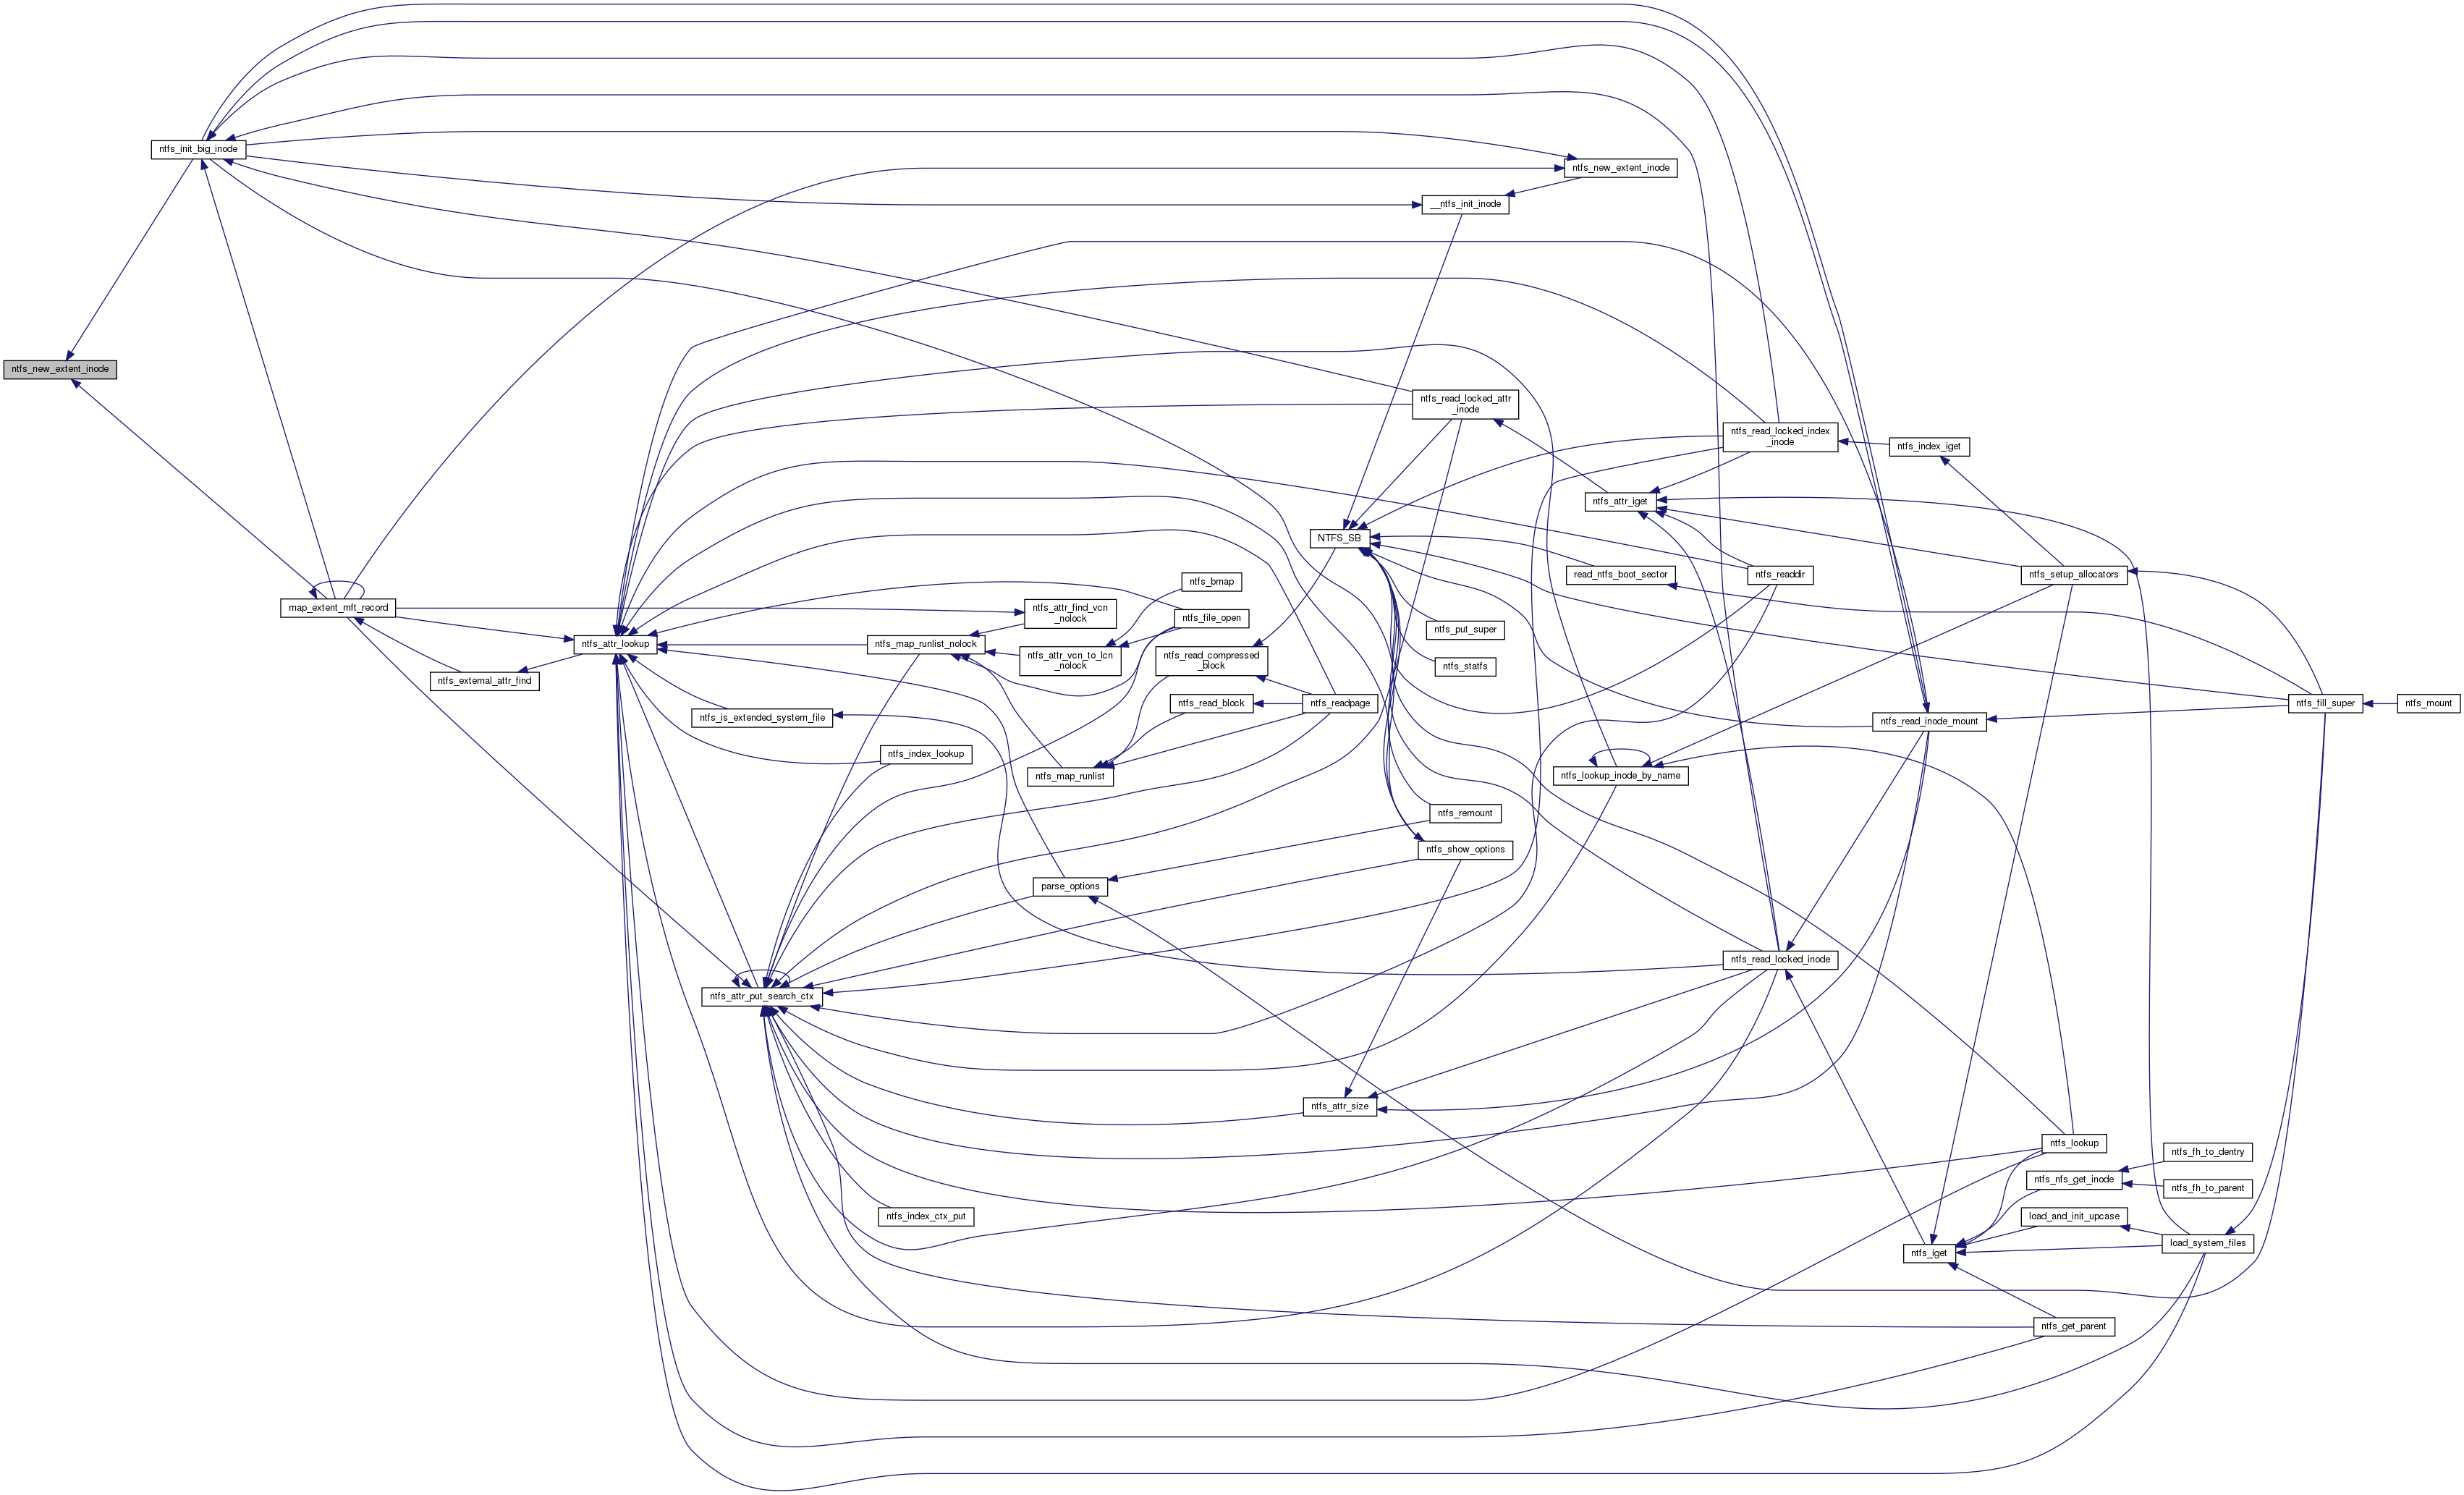 ntfs_init_big_inode
ntfs_new_extent_inode
__ntfs_init_inode
ntfs_new_extent_inode
ntfs_read_locked_attr
_inode
ntfs_read_locked_index
_inode
ntfs_index_iget
ntfs_attr_iget
NTFS_SB
read_ntfs_boot_sector
ntfs_readdir
ntfs_setup_allocators
ntfs_bmap
map_extent_mft_record
ntfs_attr_find_vcn
_nolock
ntfs_file_open
ntfs_put_super
ntfs_attr_lookup
ntfs_map_runlist_nolock
ntfs_attr_vcn_to_lcn
_nolock
ntfs_read_compressed
_block
ntfs_statfs
ntfs_external_attr_find
ntfs_read_block
ntfs_readpage
ntfs_fill_super
ntfs_mount
ntfs_is_extended_system_file
ntfs_read_inode_mount
ntfs_index_lookup
ntfs_map_runlist
ntfs_lookup_inode_by_name
ntfs_remount
ntfs_show_options
parse_options
ntfs_read_locked_inode
ntfs_attr_put_search_ctx
ntfs_attr_size
ntfs_lookup
ntfs_fh_to_dentry
ntfs_nfs_get_inode
ntfs_fh_to_parent
ntfs_index_ctx_put
load_and_init_upcase
load_system_files
ntfs_iget
ntfs_get_parent